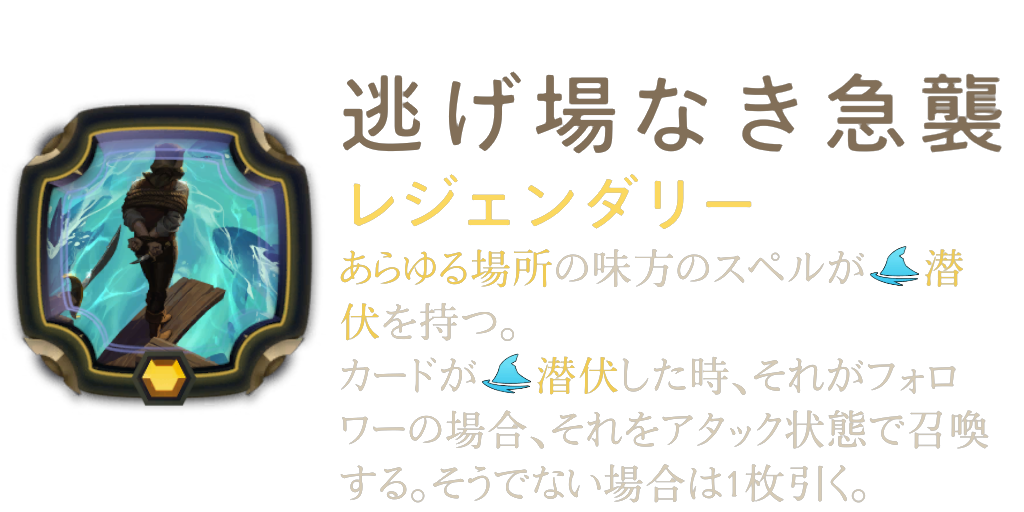 逃げ場なき急襲
レジェンダリー
あらゆる場所の味方のスペルが潜
伏を持つ。
カードが潜伏した時、それがフォロ
ワーの場合、それをアタック状態で召喚
する。そうでない場合は1枚引く。